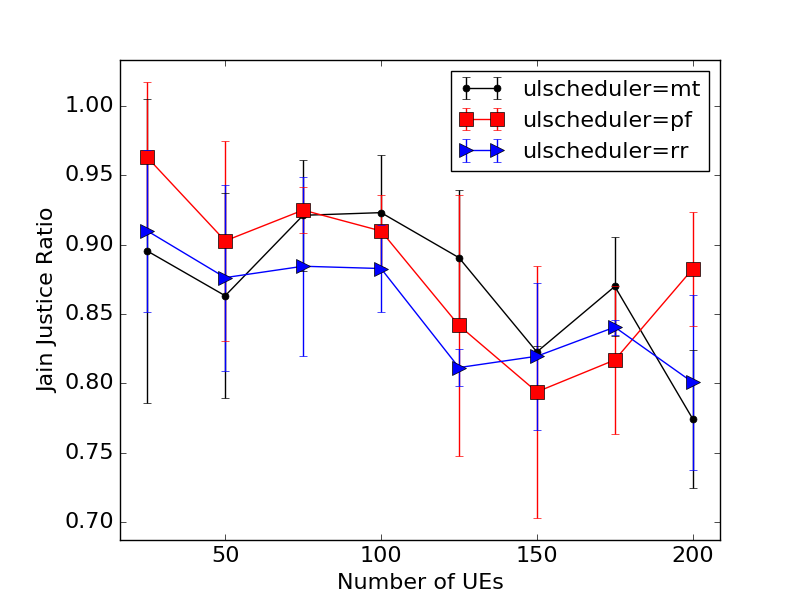 ulscheduler=mt
ulscheduler=pf
ulscheduler=rr
1.00
0.95
0.90
0.85
0.80
0.75
0.70
Jain Justice Ratio
50 100 150 200
Number of UEs